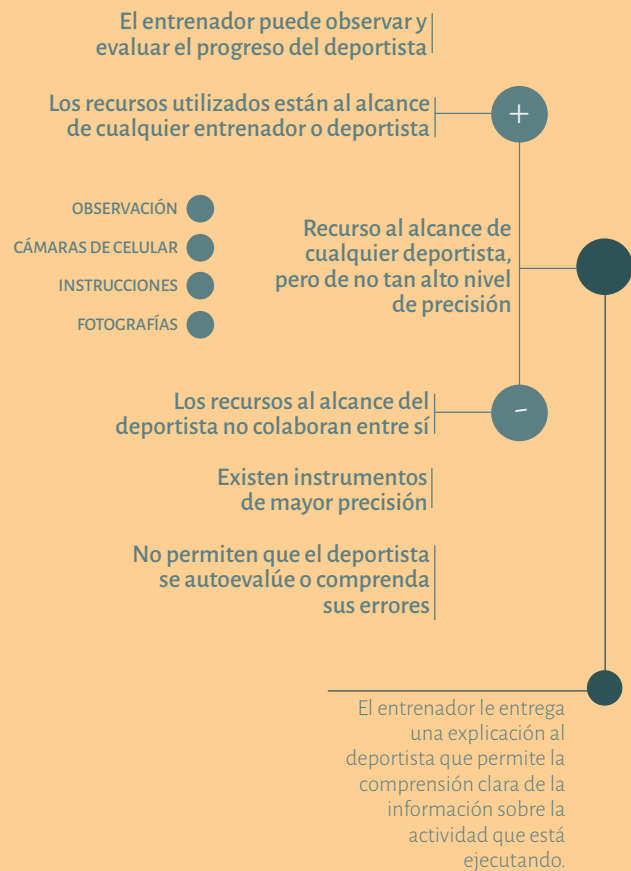 El entrenador puede observar y
evaluar el progreso del deportista
Los recursos utilizados están al alcance
de cualquier entrenador o deportista
+
OBSERVACIÓN
CÁMARAS DE CELULAR
INSTRUCCIONES
FOTOGRAFÍAS
Recurso al alcance de
cualquier deportista,
pero de no tan alto nivel
de precisión
Los recursos al alcance del
deportista no colaboran entre sí
-
Existen instrumentos
de mayor precisión
No permiten que el deportista
se autoevalúe o comprenda
sus errores
El entrenador le entrega
una explicación al
deportista que permite la
comprensión clara de la
información sobre la
actividad que está
ejecutando.